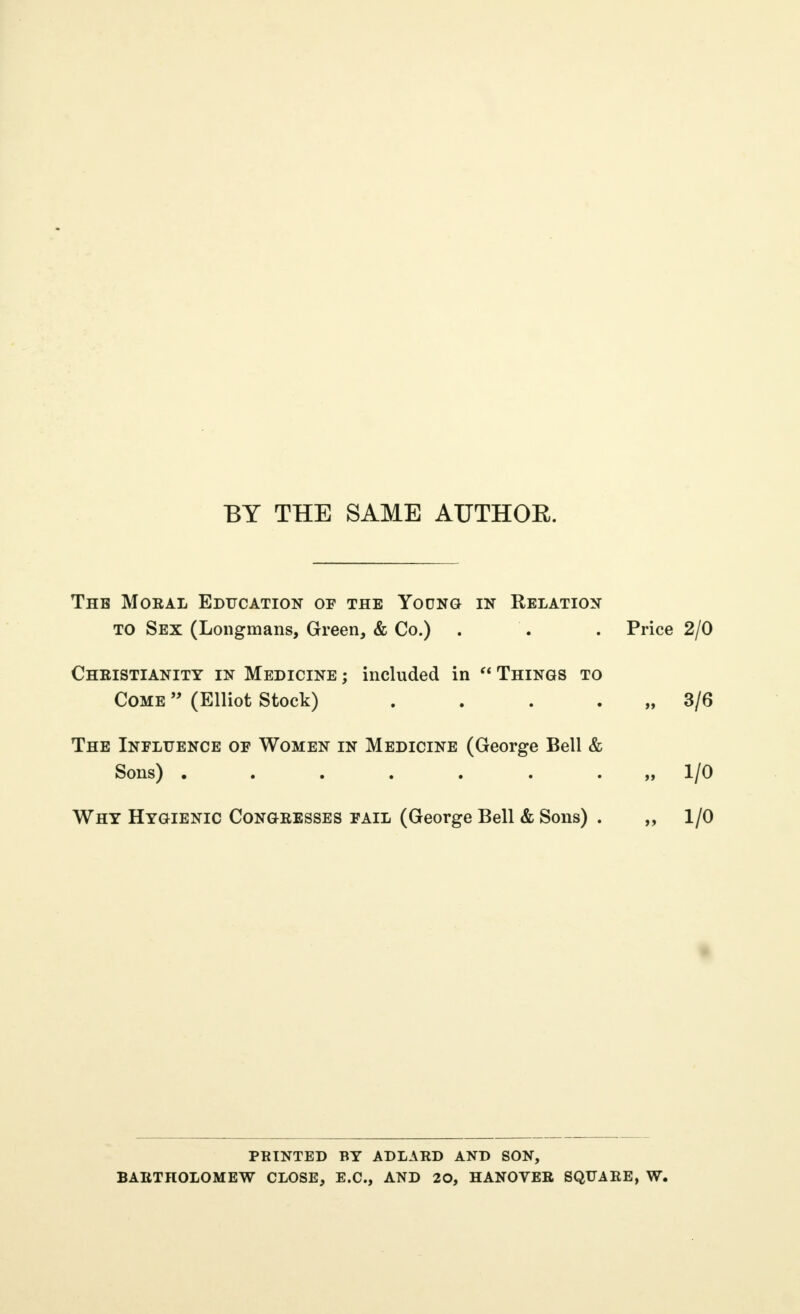 BY THE SAME AUTHOR.
The Moral Education of the Young in Relation
to Sex (Longmans, Green, & Co.) . . . Price 2/0
Christianity in Medicine; included in “Things to
Come” (Elliot Stock) . . . . „ 3/6
The Influence of Women in Medicine (George Bell &
Sons) . . . . . . . „ 1/0
Why Hygienic Congresses fail (George Bell & Sons) . „ 1/0
PRINTED BY ADLARD AND SON,
BARTHOLOMEW CLOSE, E.C., AND 20, HANOVER SQUARE, W.